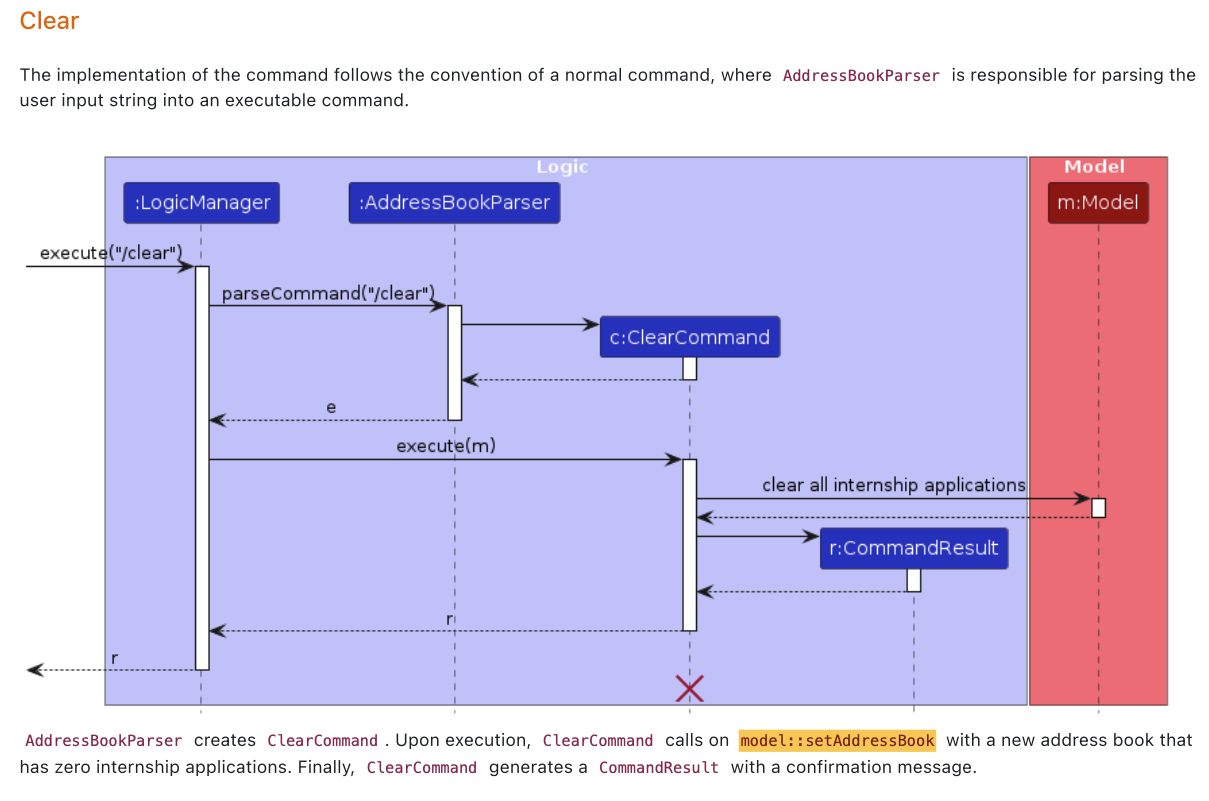 Clear
The implementation of the command follows the convention of a normal command, where AddressBookParser is responsible for parsing the
user input string into an executable command.
Logic
Model
:LogicManager
:AddressBookParser
m:Model
execute("/clear")
parseCommand("/clear")
c:ClearCommand
e
execute(m)
clear all internship applications
r:CommandResult
r
r
AddressBookParser creates ClearCommand . Upon execution, ClearCommand calls on model::setAddressBook with a new address book that
has zero internship applications. Finally, ClearCommand generates a CommandResult with a confirmation message.